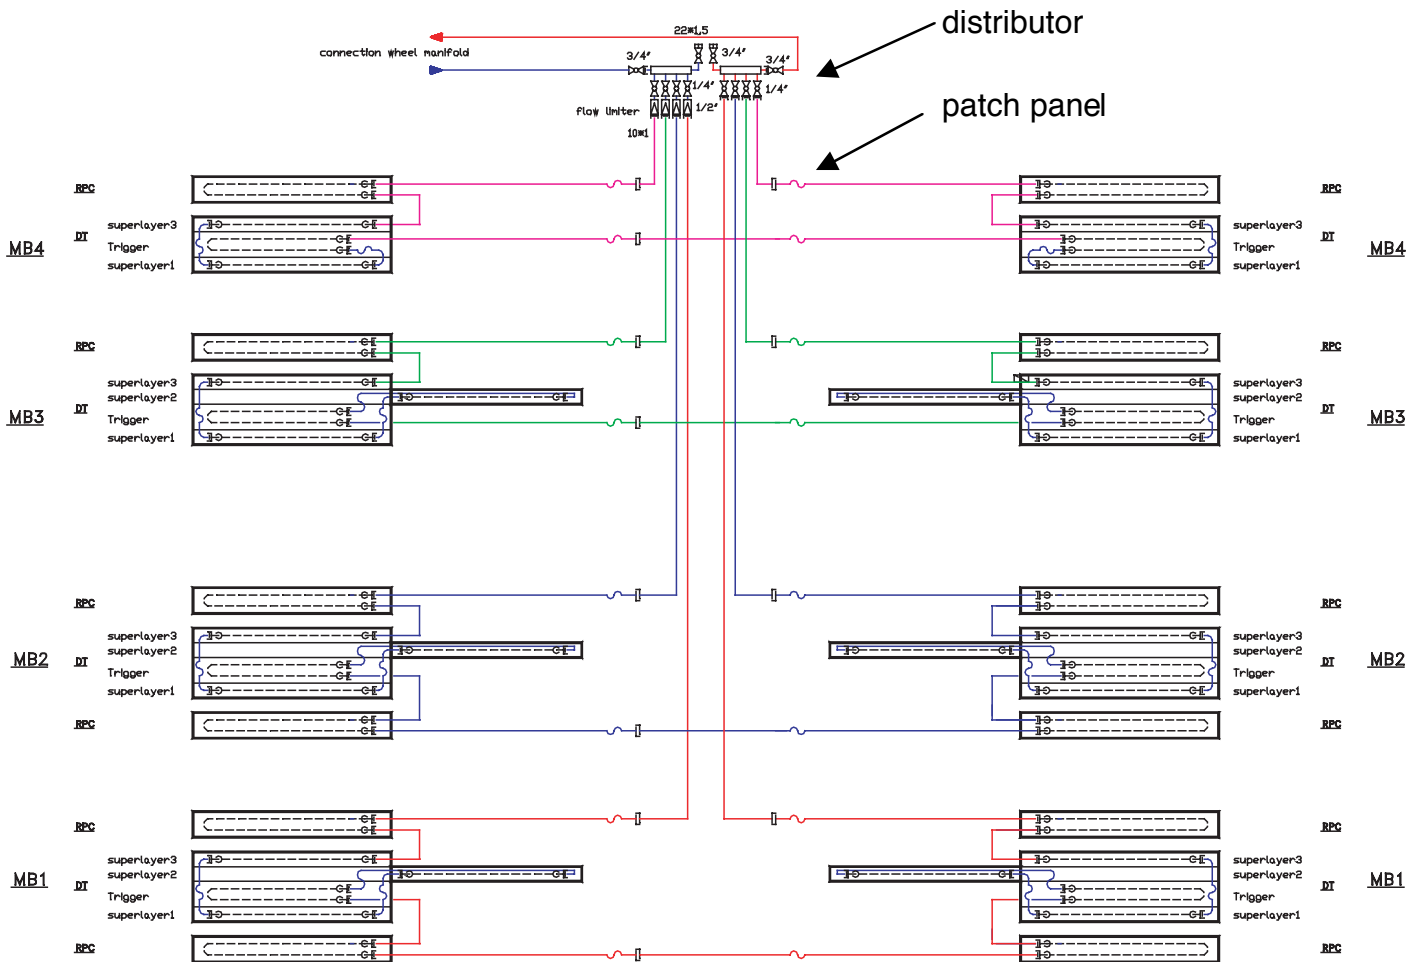 distributor
22*1,5
connection wheel manifold
3/4"
3/4"
3/4"
1/4"
1/4"
patch panel
flow limiter
1/2"
10*1
RPC
RPC
superlayer3
superlayer3
DT
DT
MB4
Trigger
Trigger
MB4
superlayer1
superlayer1
RPC
RPC
superlayer3
superlayer3
superlayer2
superlayer2
DT
DT
MB3
Trigger
Trigger
MB3
superlayer1
superlayer1
RPC
RPC
superlayer3
superlayer3
superlayer2
superlayer2
MB2
DT
DT
MB2
Trigger
Trigger
superlayer1
superlayer1
RPC
RPC
RPC
RPC
superlayer3
superlayer3
superlayer2
superlayer2
MB1
DT
DT
MB1
Trigger
Trigger
superlayer1
superlayer1
RPC
RPC